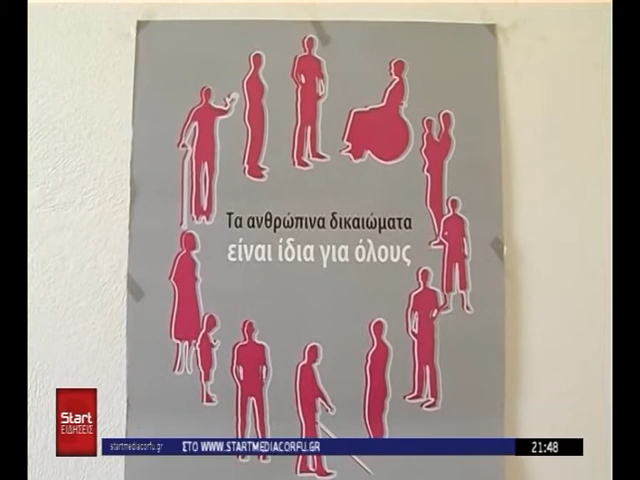 Τα ανθρώπινα δικαιώματα
είναι ίδια για όλους
Start
ΕΙΔΗΣΕΙΣ
startmediacorfu.gr
ΣΤΟ WWW.STARTMEDIACORFU.GR
21:48